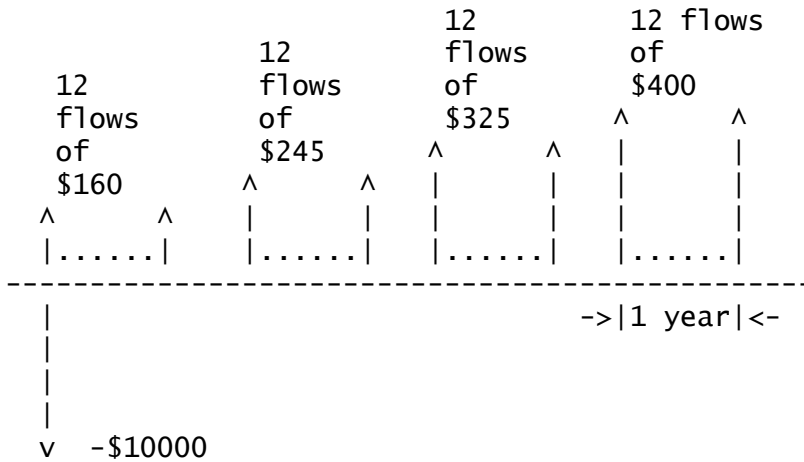 12 flows of $160
12 flows of $245
12 flows of $325
12 flows of $400
->|1 year|<-
-$10000